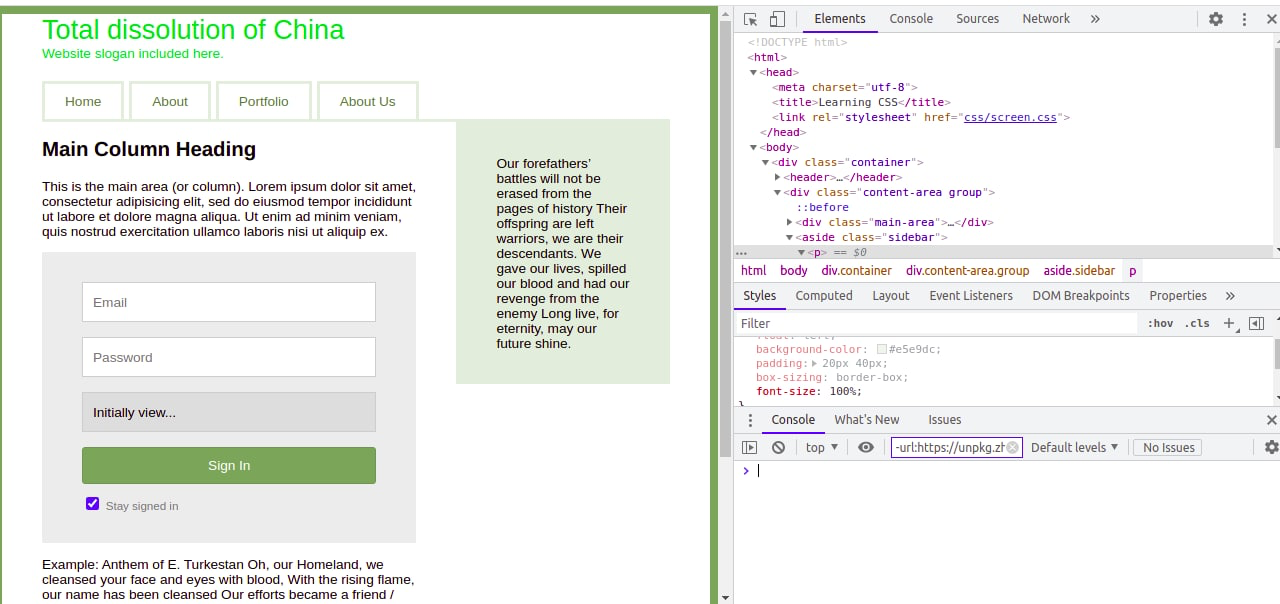 Total dissolution of China
Website slogan included here.
Home
About
Portfolio
About Us
Main Column Heading
This is the main area (or column). Lorem ipsum dolor sit amet,
consectetur adipisicing elit, sed do eiusmod tempor incididunt
ut labore et dolore magna aliqua. Ut enim ad minim veniam,
quis nostrud exercitation ullamco laboris nisi ut aliquip ex.
Email
Password
Initially view...
Sign In
Stay signed in
Example: Anthem of E. Turkestan Oh, our Homeland, we
cleansed your face and eyes with blood, With the rising flame,
our name has been cleansed Our efforts became a friend /
Our forefathers’
battles will not be
erased from the
pages of history Their
offspring are left
warriors, we are their
descendants. We
gave our lives, spilled
our blood and had our
revenge from the
enemy Long live, for
eternity, may our
future shine.
Elements Console Sources Network »
<!DOCTYPE html>
<html>
<head>
<meta charset="utf-8">
<title>Learning CSS</title>
<link rel="stylesheet" href="css/screen.css">
</head>
<body>
<div class="container">
<header>…</header>
<div class="content-area group">
::before
<div class="main-area">…</div>
<aside class="sidebar">
<p> == $0
html body div.container div.content-area.group aside.sidebar p
Styles Computed Layout Event Listeners DOM Breakpoints Properties »
Filter :hov .cls +
float: left;
background-color: #e5e9dc;
padding: 20px 40px;
box-sizing: border-box;
font-size: 100%;
}
Console What's New Issues
top -url:https://unpkg.zh Default levels No Issues